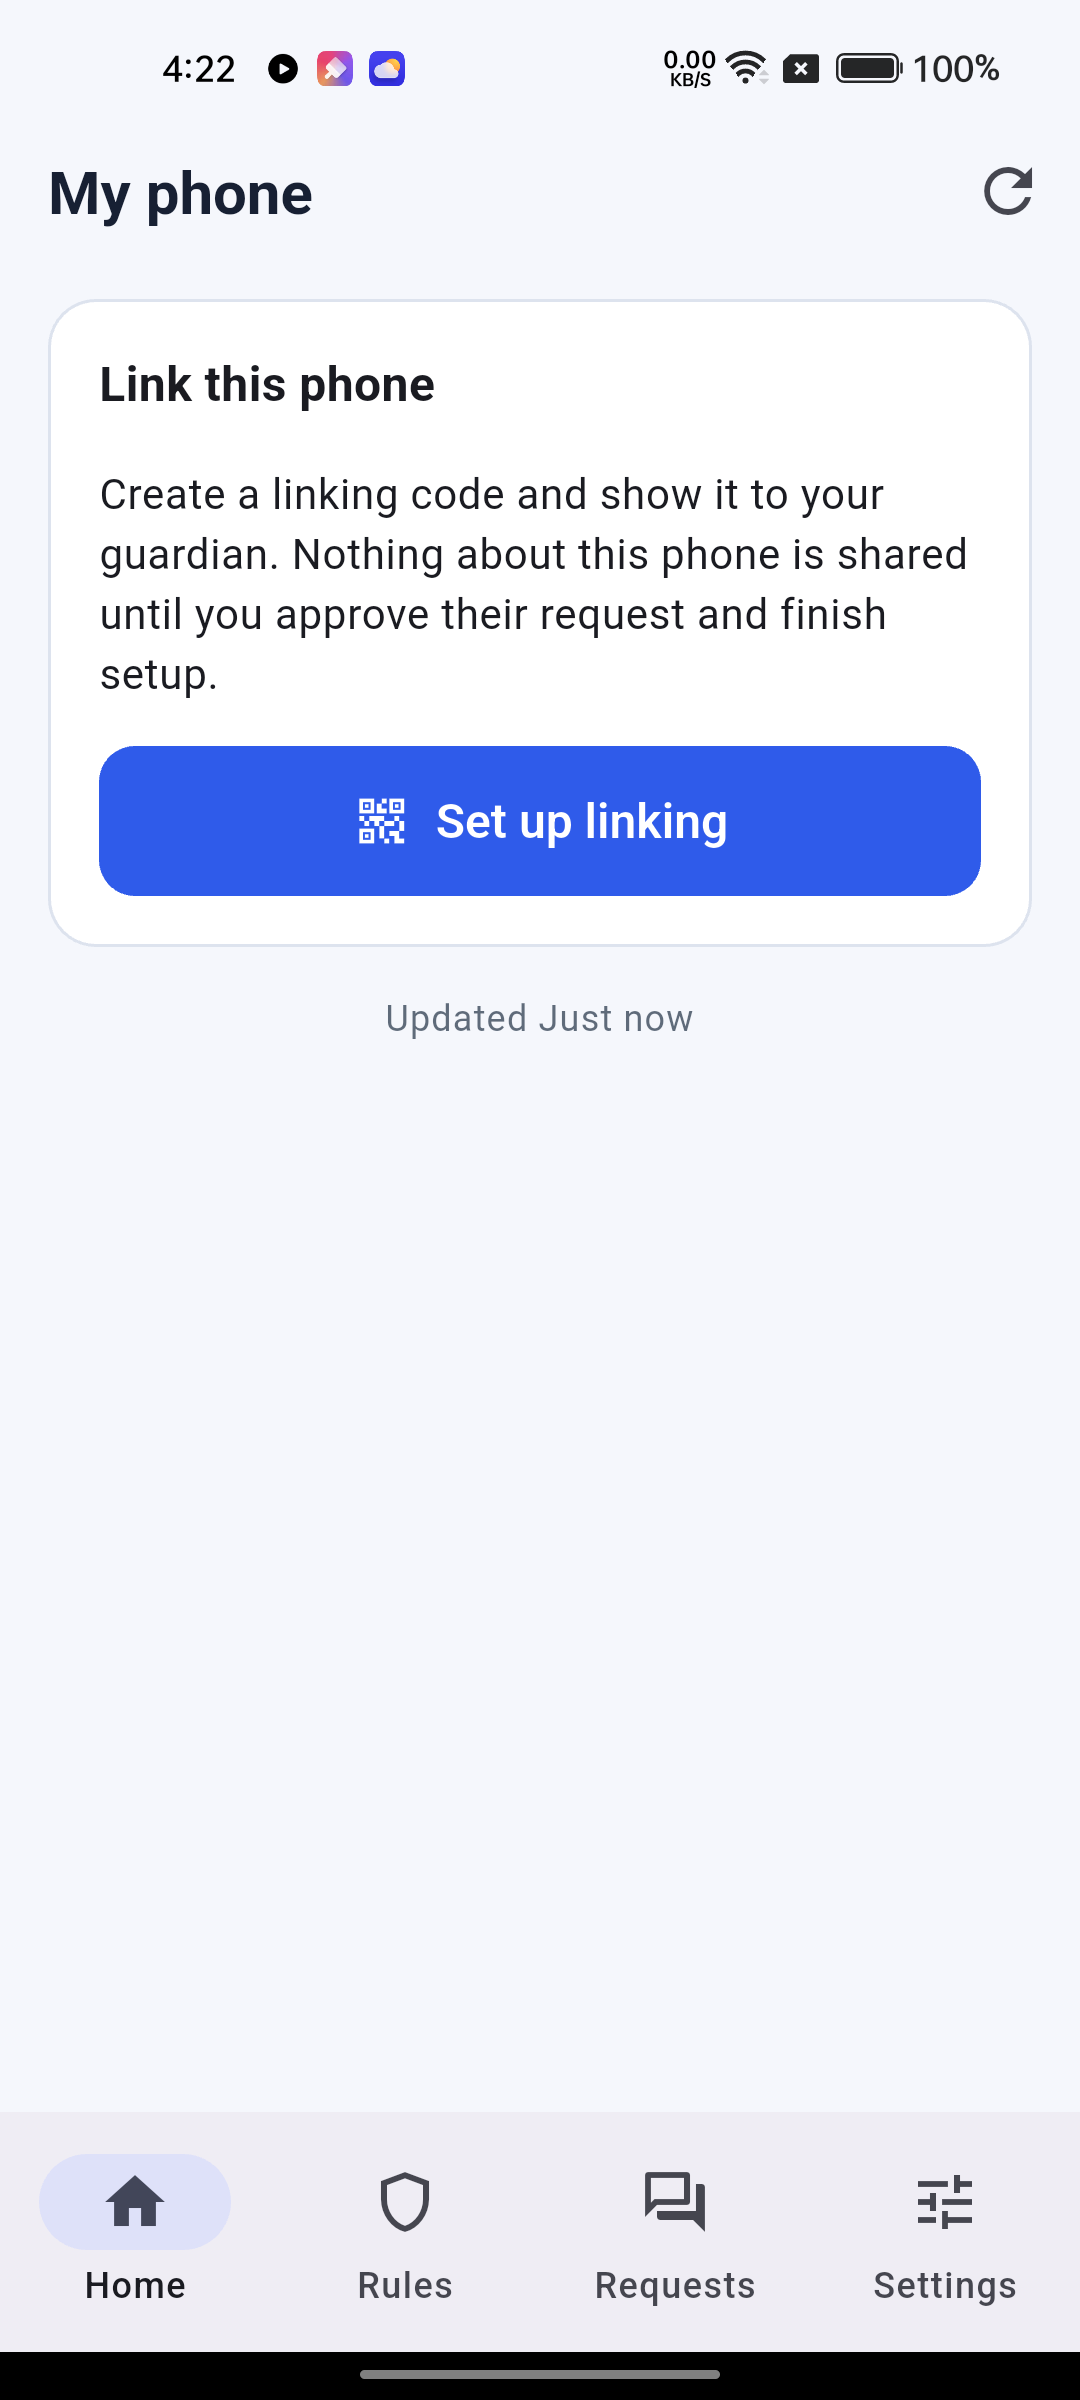 4:22
0.00
KB/S
100%
My phone
Link this phone
Create a linking code and show it to your
guardian. Nothing about this phone is shared
until you approve their request and finish
setup.
Set up linking
Updated Just now
Home
Rules
Requests
Settings